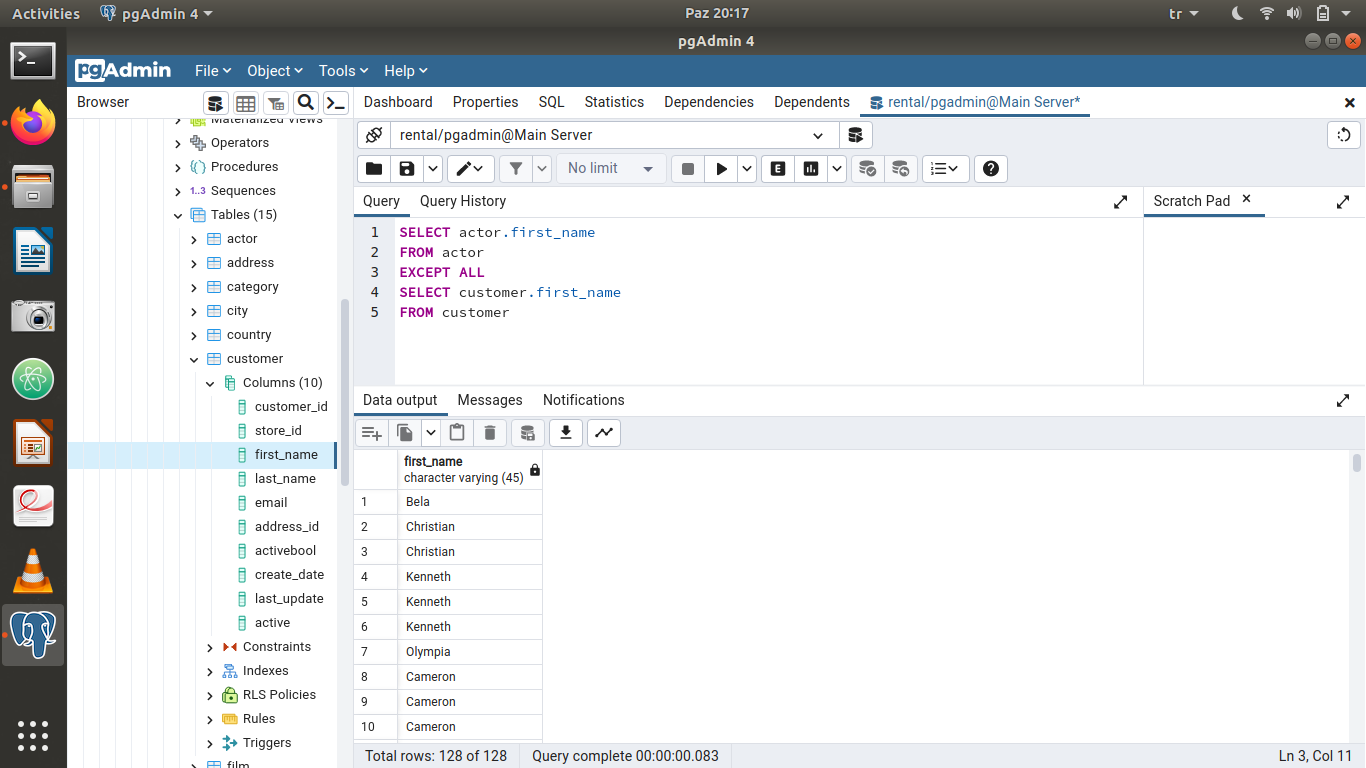 Activities
pgAdmin 4
Paz 20:17
tr
pgAdmin 4
pgAdmin
File
Object
Tools
Help
Browser
Dashboard
Properties
SQL
Statistics
Dependencies
Dependents
rental/pgadmin@Main Server*
Materialized Views
Operators
Procedures
1..3 Sequences
Tables (15)
actor
address
category
city
country
customer
Columns (10)
customer_id
store_id
first_name
last_name
email
address_id
activebool
create_date
last_update
active
Constraints
Indexes
RLS Policies
Rules
Triggers
film
rental/pgadmin@Main Server
No limit
E
Query
Query History
Scratch Pad
1 SELECT actor.first_name
2 FROM actor
3 EXCEPT ALL
4 SELECT customer.first_name
5 FROM customer
Data output
Messages
Notifications
first_name
character varying (45)
1 Bela
2 Christian
3 Christian
4 Kenneth
5 Kenneth
6 Kenneth
7 Olympia
8 Cameron
9 Cameron
10 Cameron
Total rows: 128 of 128
Query complete 00:00:00.083
Ln 3, Col 11